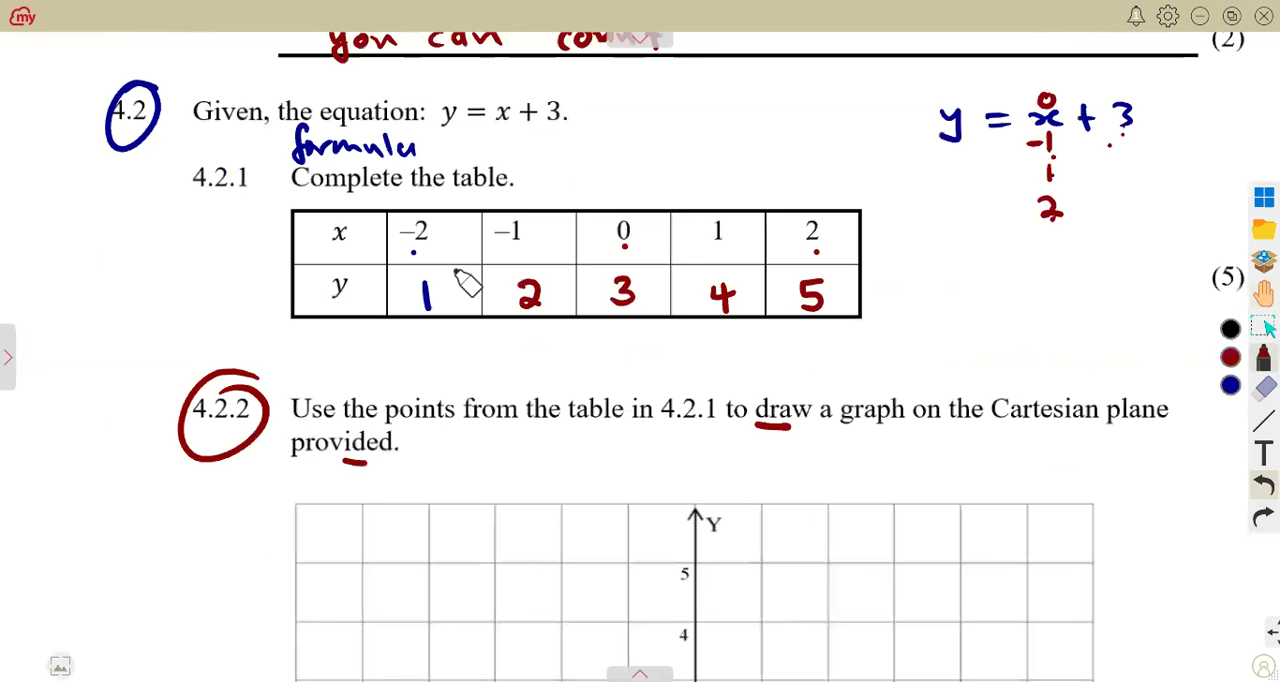 my
you can count
(2)
4.2 Given, the equation: y = x + 3.
y = x + 3
0
-1
1
2
formula
4.2.1 Complete the table.
x –2 –1 0 1 2
y 1 2 3 4 5
(5)
4.2.2 Use the points from the table in 4.2.1 to draw a graph on the Cartesian plane
provided.
Y
5
4
T